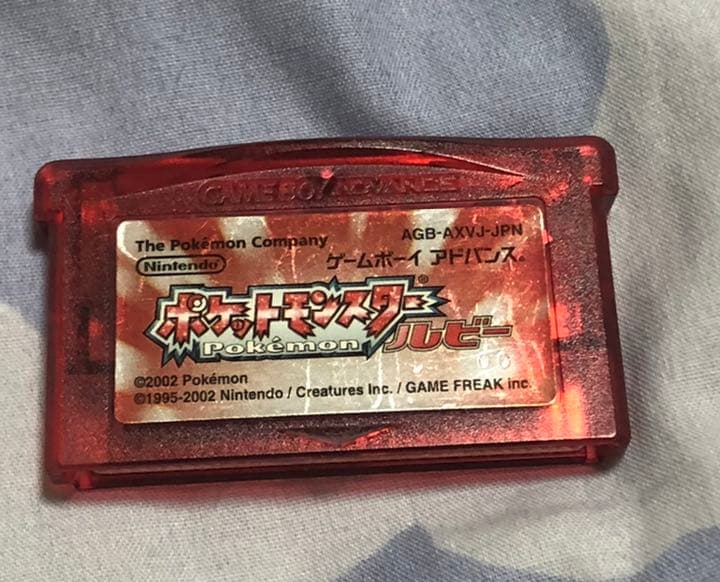 GAME BOY ADVANCE
The Pokémon Company
AGB-AXVJ-JPN
Nintendo
ゲームボーイ アドバンス®
ポケットモンスター®
Pokémon
ルビー
©2002 Pokémon
©1995-2002 Nintendo / Creatures inc. / GAME FREAK inc.